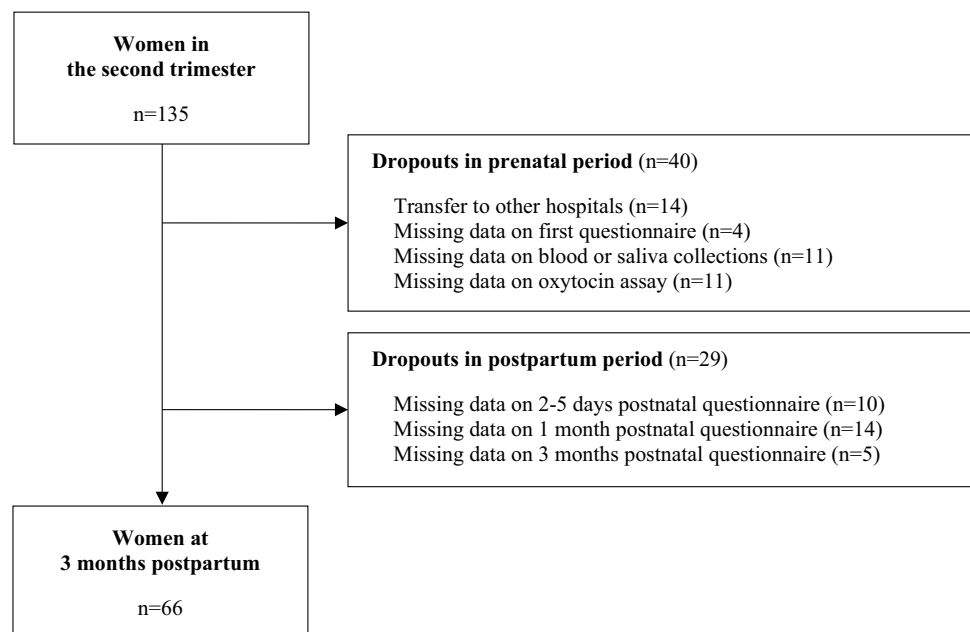 Women in
the second trimester
n=135
Dropouts in prenatal period (n=40)
Transfer to other hospitals (n=14)
Missing data on first questionnaire (n=4)
Missing data on blood or saliva collections (n=11)
Missing data on oxytocin assay (n=11)
Dropouts in postpartum period (n=29)
Missing data on 2-5 days postnatal questionnaire (n=10)
Missing data on 1 month postnatal questionnaire (n=14)
Missing data on 3 months postnatal questionnaire (n=5)
Women at
3 months postpartum
n=66